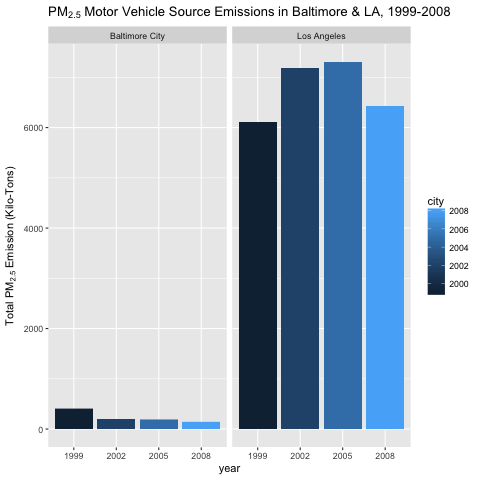 PM2.5 Motor Vehicle Source Emissions in Baltimore & LA, 1999-2008
Baltimore City
Los Angeles
Total PM2.5 Emission (Kilo-Tons)
6000
4000
2000
0
1999 2002 2005 2008
1999 2002 2005 2008
year
city
2008
2006
2004
2002
2000